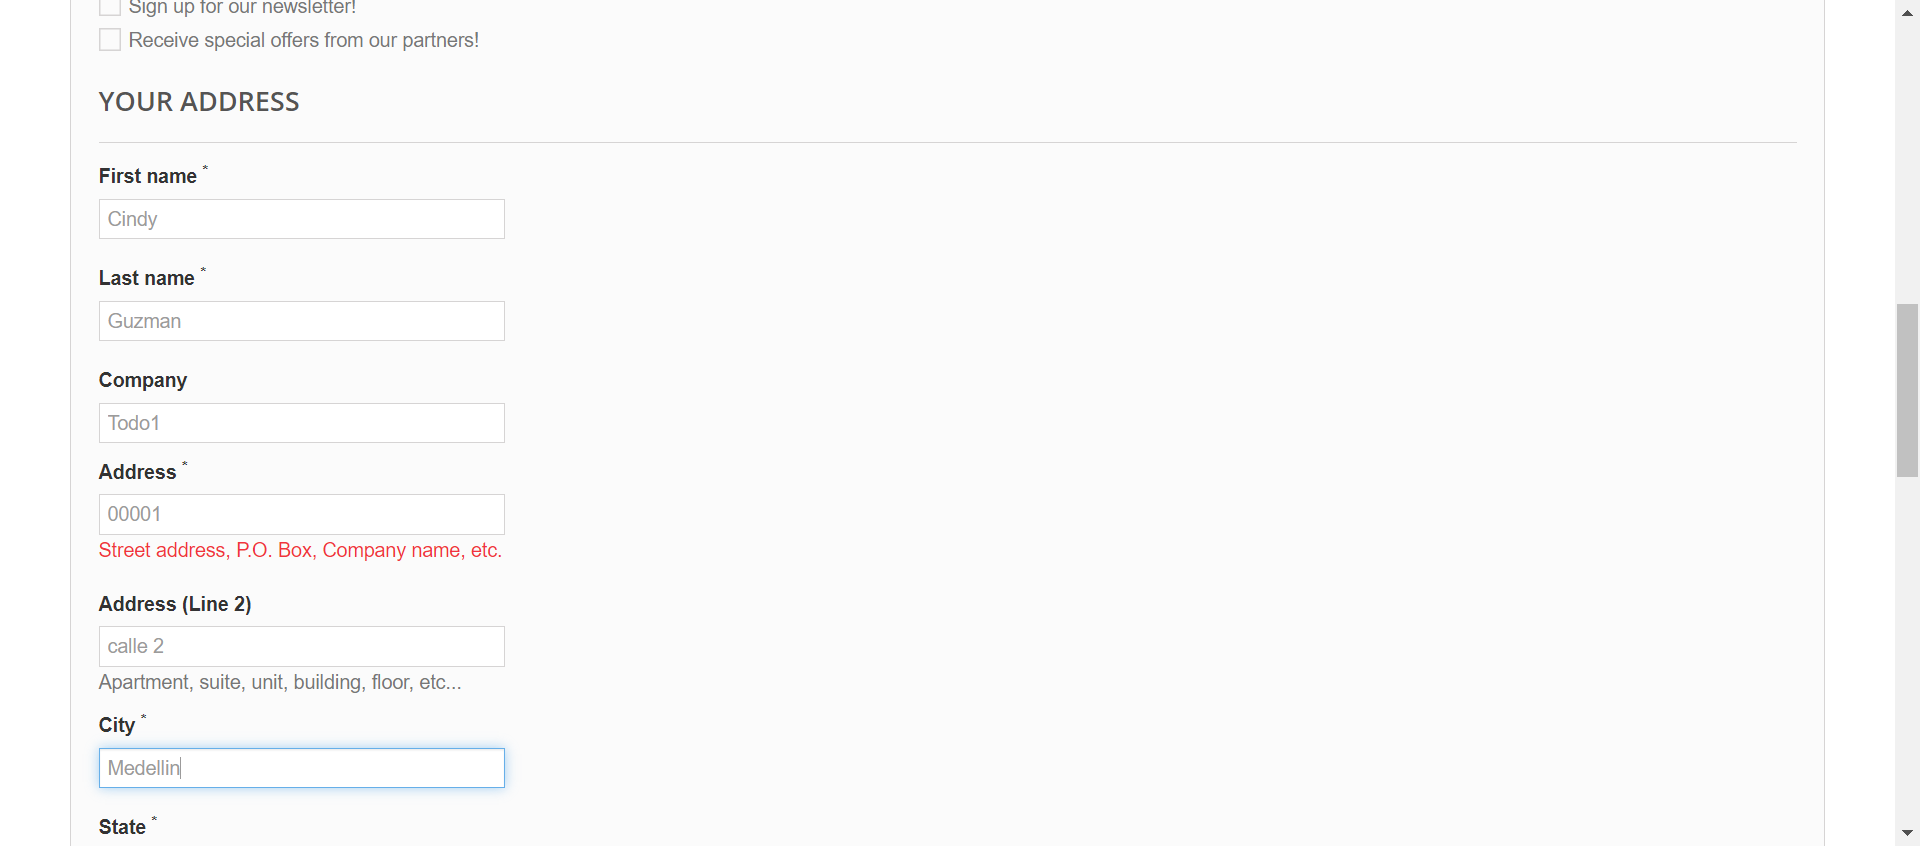 Sign up for our newsletter!
Receive special offers from our partners!
YOUR ADDRESS
First name *
Cindy
Last name *
Guzman
Company
Todo1
Address *
00001
Street address, P.O. Box, Company name, etc.
Address (Line 2)
calle 2
Apartment, suite, unit, building, floor, etc...
City *
Medellin
State *